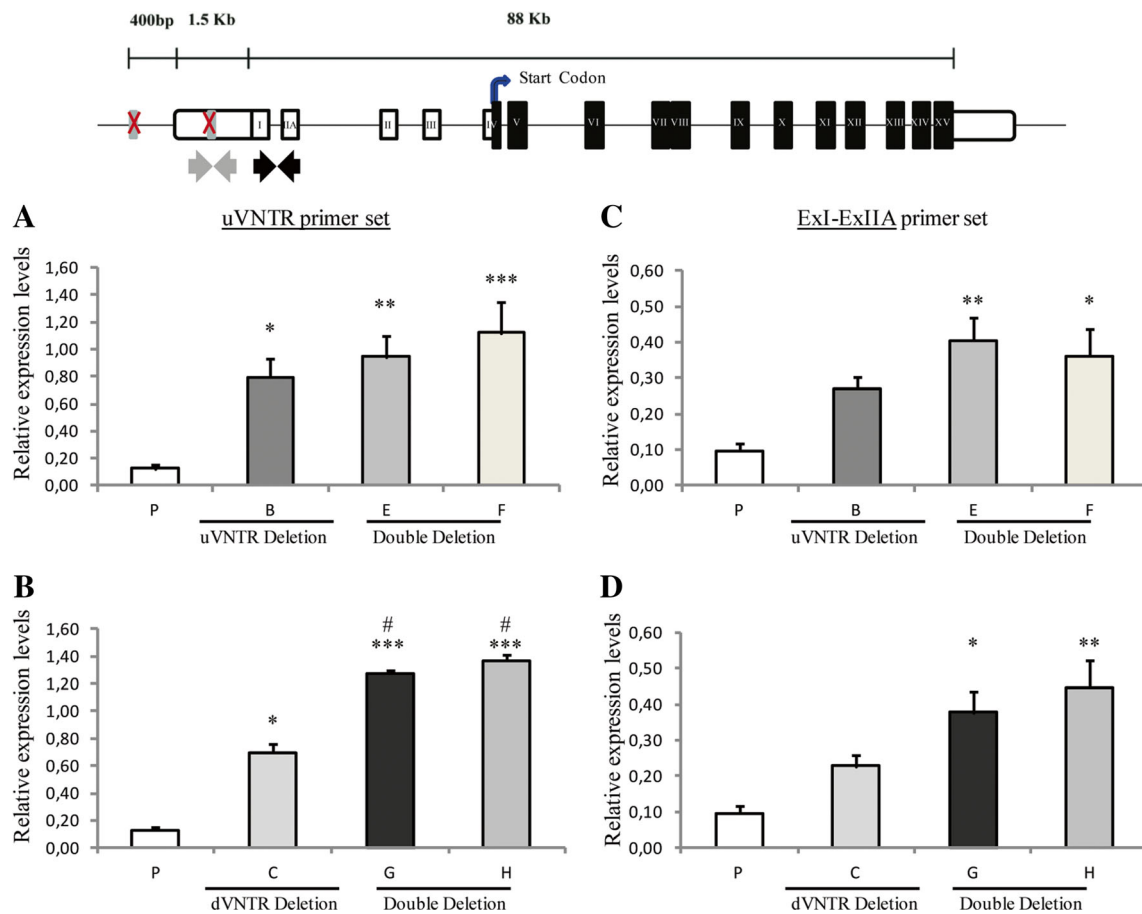 400bp 1.5 Kb 88 Kb
Start Codon
I IIA II III IV V VI VII VIII IX X XI XII XIII XIV XV
A uVNTR primer set
Relative expression levels
1,60
1,40
1,20
1,00
0,80
0,60
0,40
0,20
0,00
* ** ***
P B E F
uVNTR Deletion Double Deletion
C ExI-ExIIA primer set
Relative expression levels
0,60
0,50
0,40
0,30
0,20
0,10
0,00
** *
P B E F
uVNTR Deletion Double Deletion
B
Relative expression levels
1,60
1,40
1,20
1,00
0,80
0,60
0,40
0,20
0,00
# #
* *** ***
P C G H
dVNTR Deletion Double Deletion
D
Relative expression levels
0,60
0,50
0,40
0,30
0,20
0,10
0,00
* **
P C G H
dVNTR Deletion Double Deletion